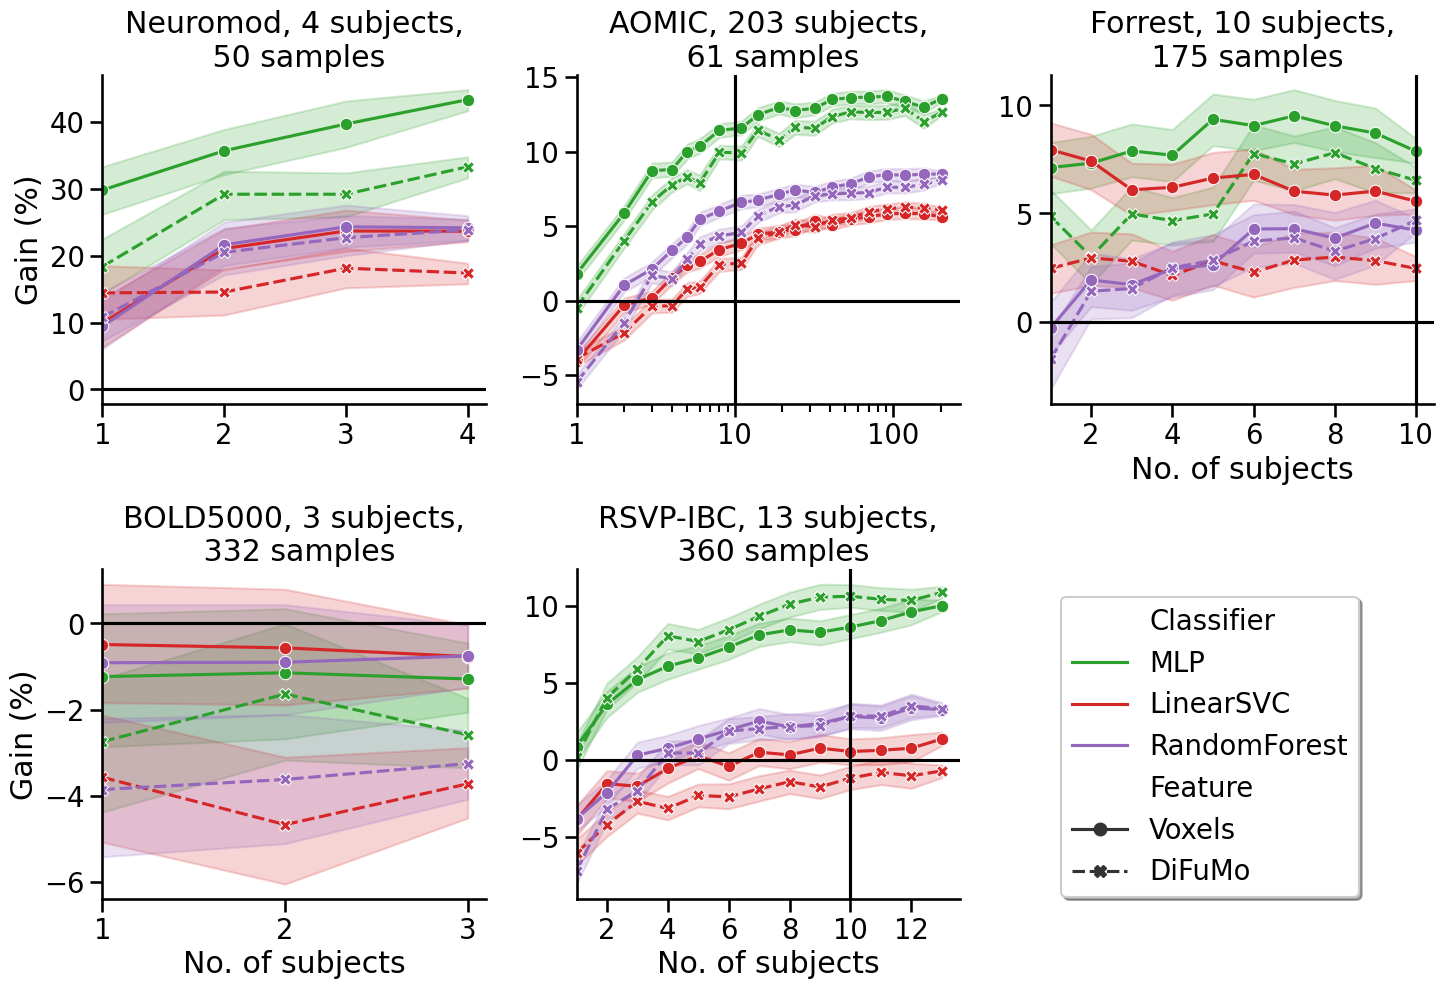 Neuromod, 4 subjects,
50 samples
Gain (%)
40
30
20
10
0
1
2
3
4
AOMIC, 203 subjects,
61 samples
15
10
5
0
−5
1
10
100
Forrest, 10 subjects,
175 samples
10
5
0
2
4
6
8
10
No. of subjects
BOLD5000, 3 subjects,
332 samples
Gain (%)
0
−2
−4
−6
1
2
3
No. of subjects
RSVP-IBC, 13 subjects,
360 samples
10
5
0
−5
2
4
6
8
10
12
No. of subjects
Classifier
MLP
LinearSVC
RandomForest
Feature
Voxels
DiFuMo